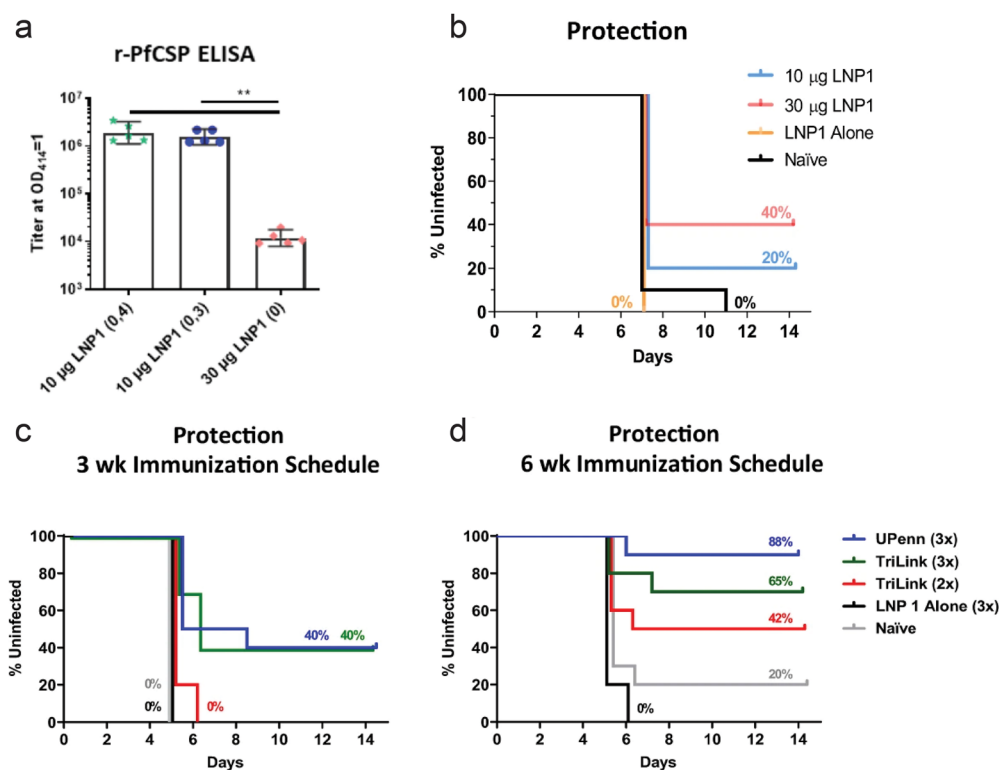 a
r-PfCSP ELISA
**
10⁷
10⁶
10⁵
10⁴
10³
Titer at OD₄₁₄=1
10 µg LNP1 (0,4)
10 µg LNP1 (0,3)
30 µg LNP1 (0)
b
Protection
10 µg LNP1
30 µg LNP1
LNP1 Alone
Naïve
100
80
60
40
20
0
% Uninfected
40%
20%
0%
0%
0 2 4 6 8 10 12 14
Days
c
Protection
3 wk Immunization Schedule
100
80
60
40
20
0
% Uninfected
40% 40%
0%
0%
0%
0 2 4 6 8 10 12 14
Days
d
Protection
6 wk Immunization Schedule
100
80
60
40
20
0
% Uninfected
88%
65%
42%
20%
0%
0 2 4 6 8 10 12 14
Days
UPenn (3x)
TriLink (3x)
TriLink (2x)
LNP 1 Alone (3x)
Naïve